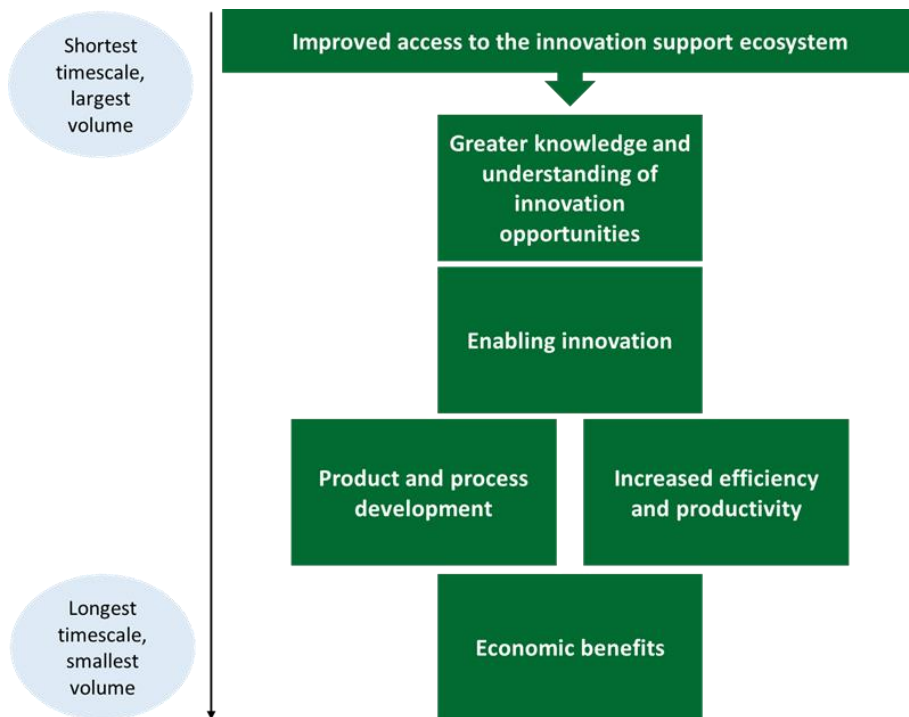 Shortest
timescale,
largest
volume
Improved access to the innovation support ecosystem
Greater knowledge and
understanding of
innovation
opportunities
Enabling innovation
Product and process
development
Increased efficiency
and productivity
Longest
timescale,
smallest
volume
Economic benefits